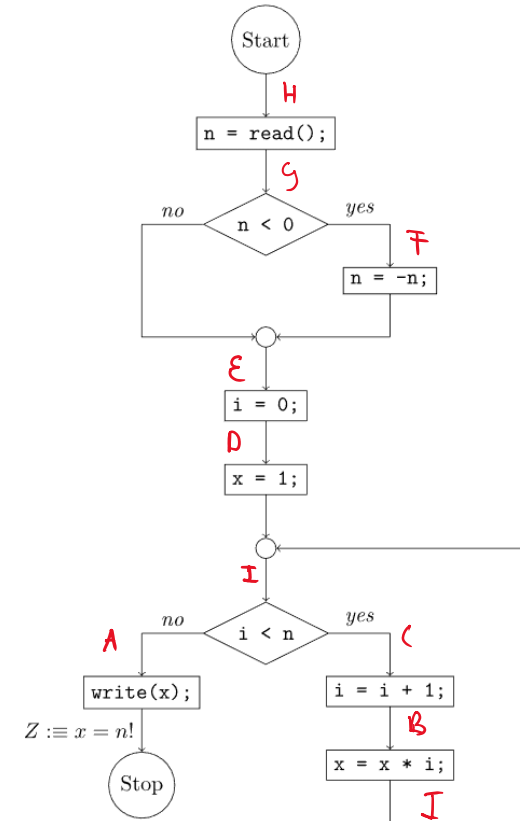 Start
H
n = read();
G
no
n < 0
yes
F
n = -n;
E
i = 0;
D
x = 1;
I
no
i < n
yes
A
C
write(x);
i = i + 1;
Z :≡ x = n!
B
x = x * i;
Stop
I